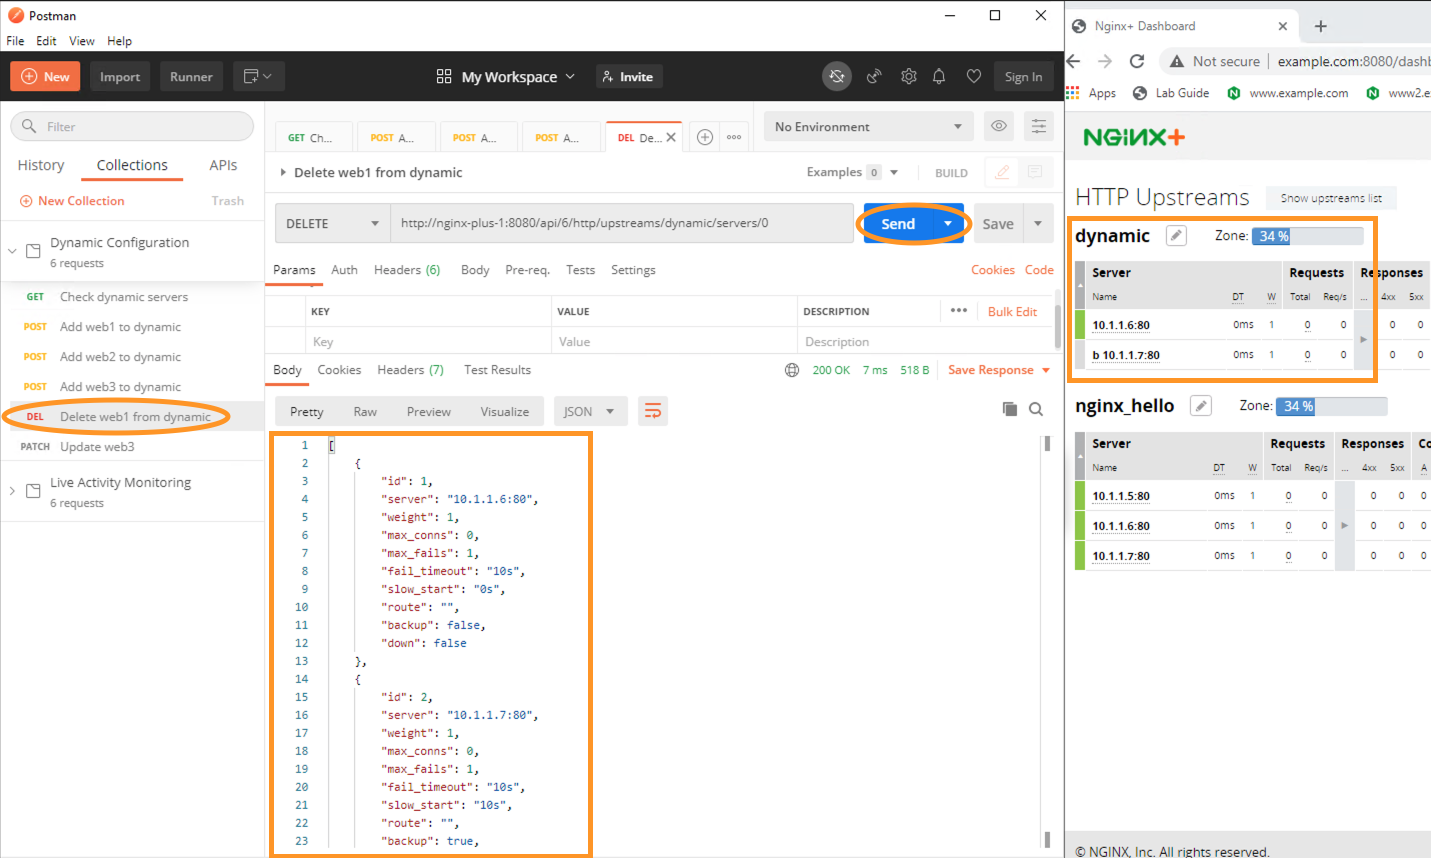 Postman
File Edit View Help
New Import Runner My Workspace Invite Sign In
Filter
History Collections APIs
New Collection Trash
Dynamic Configuration
6 requests
GET Check dynamic servers
POST Add web1 to dynamic
POST Add web2 to dynamic
POST Add web3 to dynamic
DEL Delete web1 from dynamic
PATCH Update web3
Live Activity Monitoring
6 requests
GET Ch... POST A... POST A... POST A... DEL De... No Environment
Delete web1 from dynamic Examples 0 BUILD
DELETE http://nginx-plus-1:8080/api/6/http/upstreams/dynamic/servers/0 Send Save
Params Auth Headers (6) Body Pre-req. Tests Settings Cookies Code
KEY VALUE DESCRIPTION ••• Bulk Edit
Key Value Description
Body Cookies Headers (7) Test Results 200 OK 7 ms 518 B Save Response
Pretty Raw Preview Visualize JSON
1 [
2 {
3 "id": 1,
4 "server": "10.1.1.6:80",
5 "weight": 1,
6 "max_conns": 0,
7 "max_fails": 1,
8 "fail_timeout": "10s",
9 "slow_start": "0s",
10 "route": "",
11 "backup": false,
12 "down": false
13 },
14 {
15 "id": 2,
16 "server": "10.1.1.7:80",
17 "weight": 1,
18 "max_conns": 0,
19 "max_fails": 1,
20 "fail_timeout": "10s",
21 "slow_start": "10s",
22 "route": "",
23 "backup": true,
Nginx+ Dashboard
Not secure example.com:8080/dashb
Apps Lab Guide www.example.com www2.e
NGINX+
HTTP Upstreams Show upstreams list
dynamic Zone: 34 %
Server Requests Responses
Name DT W Total Req/s ... 4xx 5xx
10.1.1.6:80 0ms 1 0 0 0 0
b 10.1.1.7:80 0ms 1 0 0 0 0
nginx_hello Zone: 34 %
Server Requests Responses Co
Name DT W Total Req/s ... 4xx 5xx A
10.1.1.5:80 0ms 1 0 0 0 0 0
10.1.1.6:80 0ms 1 0 0 0 0 0
10.1.1.7:80 0ms 1 0 0 0 0 0
© NGINX, Inc. All rights reserved.